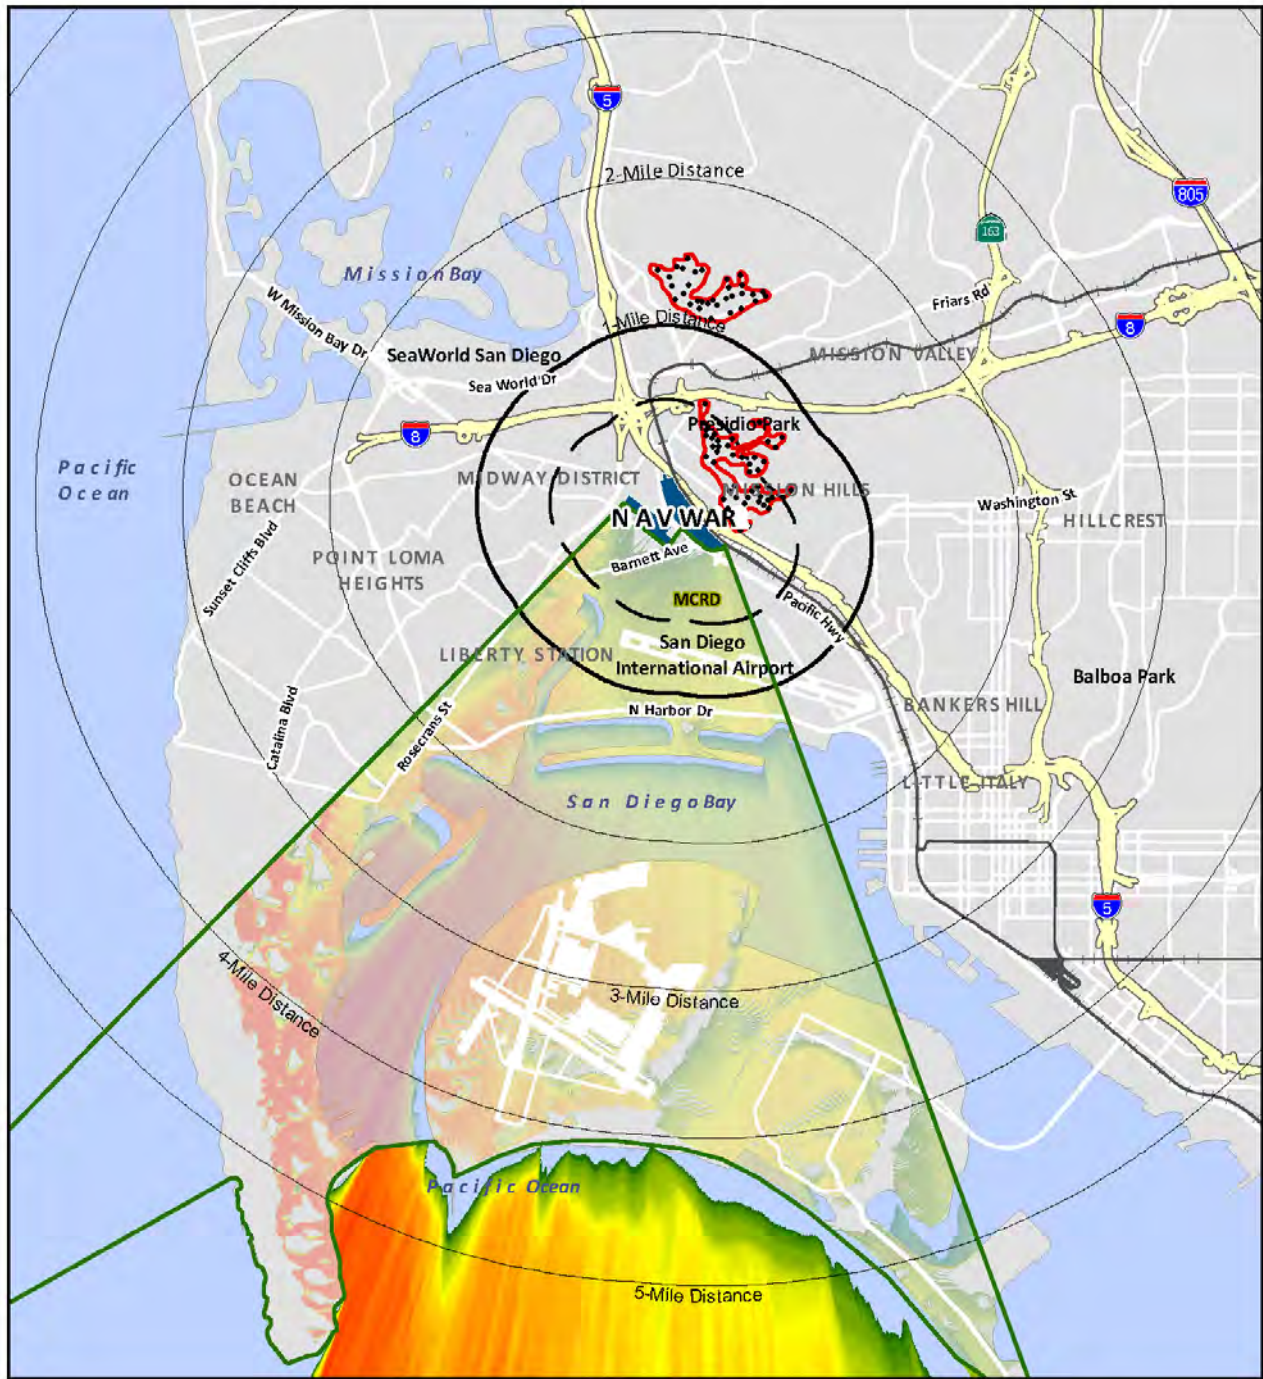 5
805
2-Mile Distance
163
Mission Bay
Friars Rd
W Mission Bay Dr
1-Mile Distance
8
SeaWorld San Diego
MISSION VALLEY
Sea World Dr
Presidio Park
8
Pacific
Ocean
OCEAN
BEACH
MIDWAY DISTRICT
MISSION HILLS
Washington St
NAVWAR
HILLCREST
Sunset Cliffs Blvd
POINT LOMA
HEIGHTS
Barnett Ave
MCRD
Pacific Hwy
San Diego
International Airport
LIBERTY STATION
Balboa Park
Catalina Blvd
Rosecrans St
N Harbor Dr
BANKERS HILL
San Diego Bay
LITTLE ITALY
5
4-Mile Distance
3-Mile Distance
Pacific Ocean
5-Mile Distance